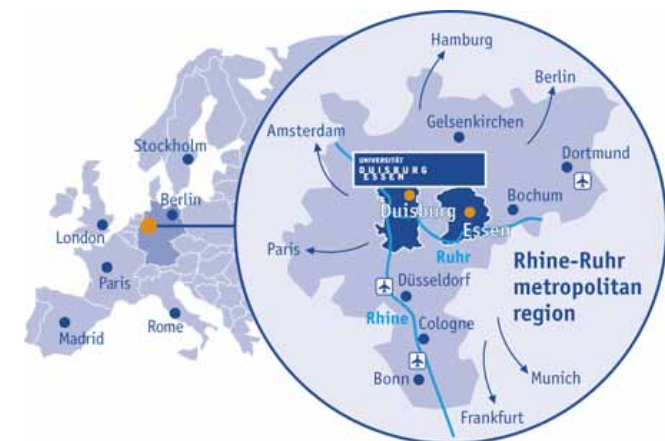 Stockholm
Berlin
London
Paris
Rome
Madrid
Hamburg
Berlin
Amsterdam
Gelsenkirchen
Dortmund
UNIVERSITÄT
DUISBURG
ESSEN
Duisburg
Essen
Bochum
Paris
Ruhr
Rhine-Ruhr
metropolitan
region
Düsseldorf
Rhine
Cologne
Bonn
Munich
Frankfurt